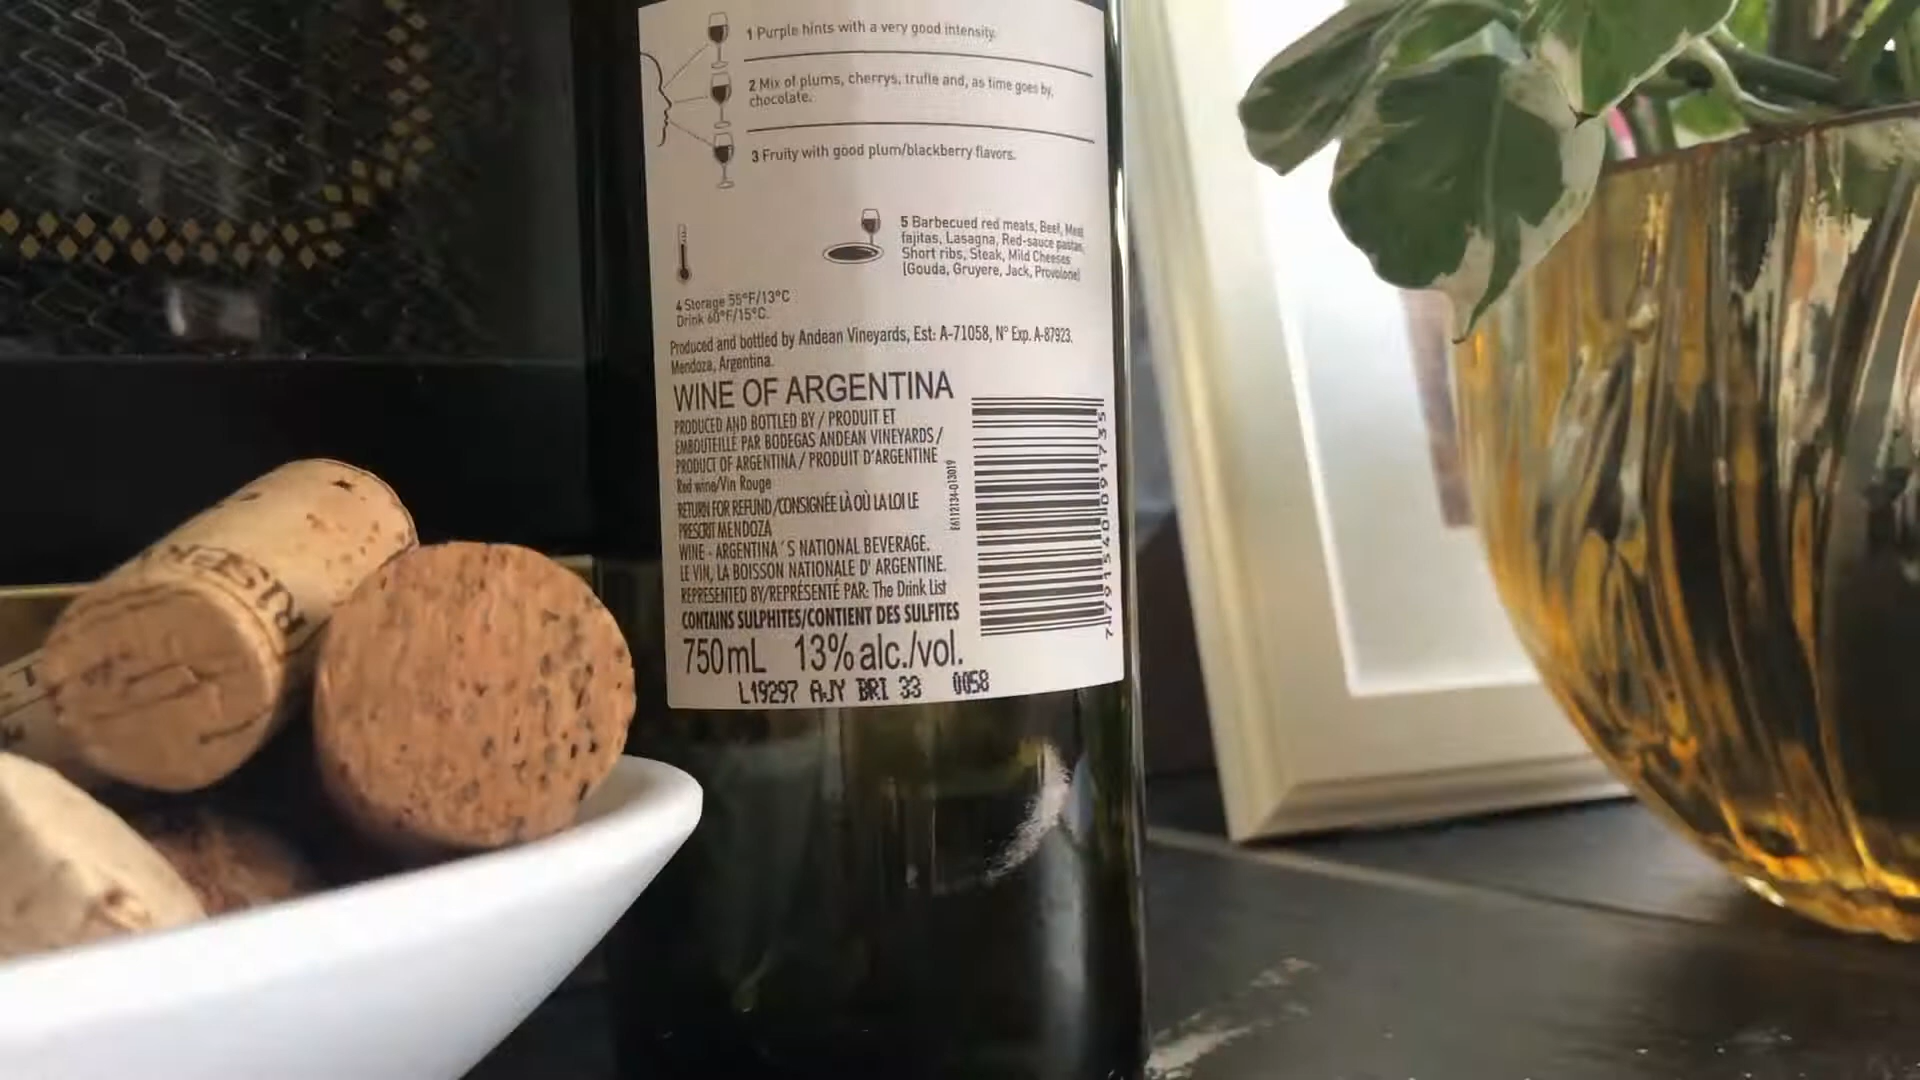 1 Purple hints with a very good intensity.
2 Mix of plums, cherrys, trufle and, as time goes by,
chocolate.
3 Fruity with good plum/blackberry flavors.
5 Barbecued red meats, Beef, Meat
fajitas, Lasagna, Red-sauce pastas,
Short ribs, Steak, Mild Cheeses
(Gouda, Gruyere, Jack, Provolone)
4 Storage 55°F/13°C
Drink 60°F/15°C.
Produced and bottled by Andean Vineyards, Est: A-71058, N° Exp. A-87923.
Mendoza, Argentina.
WINE OF ARGENTINA
PRODUCED AND BOTTLED BY / PRODUIT ET
EMBOUTEILLÉ PAR BODEGAS ANDEAN VINEYARDS /
PRODUCT OF ARGENTINA / PRODUIT D'ARGENTINE
Red wine/Vin Rouge
RETURN FOR REFUND /CONSIGNÉE LÀ OÙ LA LOI LE
PRESCRIT MENDOZA
WINE - ARGENTINA´S NATIONAL BEVERAGE.
LE VIN, LA BOISSON NATIONALE D' ARGENTINE.
REPRESENTED BY/REPRÉSENTÉ PAR: The Drink List
CONTAINS SULPHITES/CONTIENT DES SULFITES
750mL 13% alc./vol.
L19297 AJY BRI 33 0058
E6112134-013019
7 791540 091735